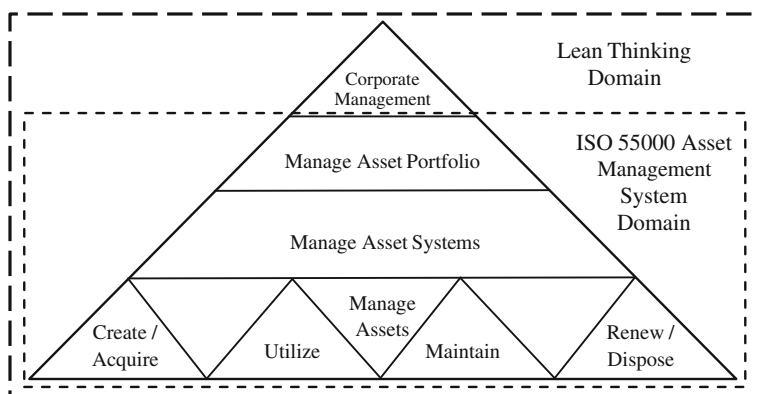 Lean Thinking
Domain
Corporate
Management
ISO 55000 Asset
Management
System
Domain
Manage Asset Portfolio
Manage Asset Systems
Manage
Assets
Create /
Acquire
Utilize
Maintain
Renew /
Dispose